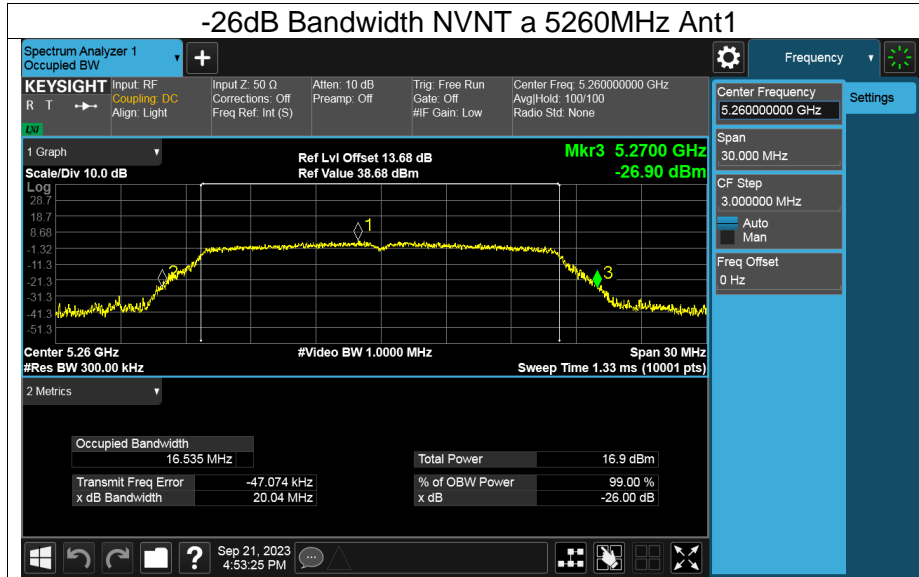 -26dB Bandwidth NVNT a 5260MHz Ant1
Spectrum Analyzer 1
Occupied BW
+
Frequency
KEYSIGHT
R T
LXI
Input: RF
Coupling: DC
Align: Light
Input Z: 50 Ω
Corrections: Off
Freq Ref: Int (S)
Atten: 10 dB
Preamp: Off
Trig: Free Run
Gate: Off
#IF Gain: Low
Center Freq: 5.260000000 GHz
Avg|Hold: 100/100
Radio Std: None
Center Frequency
5.260000000 GHz
Settings
Span
30.000 MHz
CF Step
3.000000 MHz
Auto
Man
Freq Offset
0 Hz
1 Graph
Scale/Div 10.0 dB
Ref Lvl Offset 13.68 dB
Ref Value 38.68 dBm
Mkr3 5.2700 GHz
-26.90 dBm
Log
28.7
18.7
8.68
-1.32
-11.3
-21.3
-31.3
-41.3
-51.3
1
2
3
Center 5.26 GHz
#Video BW 1.0000 MHz
Span 30 MHz
#Res BW 300.00 kHz
Sweep Time 1.33 ms (10001 pts)
2 Metrics
Occupied Bandwidth
16.535 MHz
Total Power 16.9 dBm
Transmit Freq Error -47.074 kHz
% of OBW Power 99.00 %
x dB Bandwidth 20.04 MHz
x dB -26.00 dB
?
Sep 21, 2023
4:53:25 PM